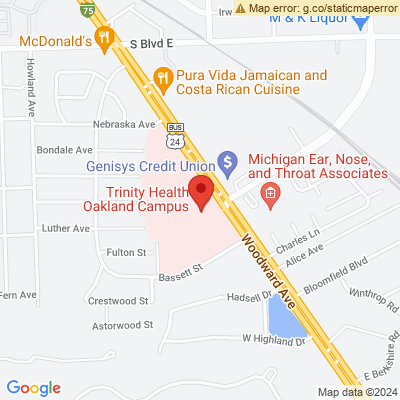 Map error: g.co/staticmaperror
Irw
M & K Liquor
75
McDonald's
S Blvd E
Howland Ave
Pura Vida Jamaican and
Costa Rican Cuisine
Nebraska Ave
BUS
24
Bondale Ave
Genisys Credit Union
Michigan Ear, Nose,
and Throat Associates
Trinity Health
Oakland Campus
Luther Ave
Woodward Ave
Charles Ln
Alice Ave
Fulton St
Bassett St
Bloomfield Blvd
Fern Ave
Crestwood St
Hadsell Dr
Winthrop Rd
Astorwood St
W Highland Dr
E Berkshire Rd
Google
Map data ©2024